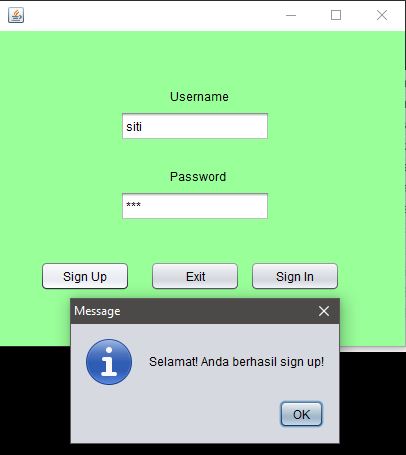 Username
siti
Password
***
Sign Up Exit Sign In
Message
Selamat! Anda berhasil sign up!
OK